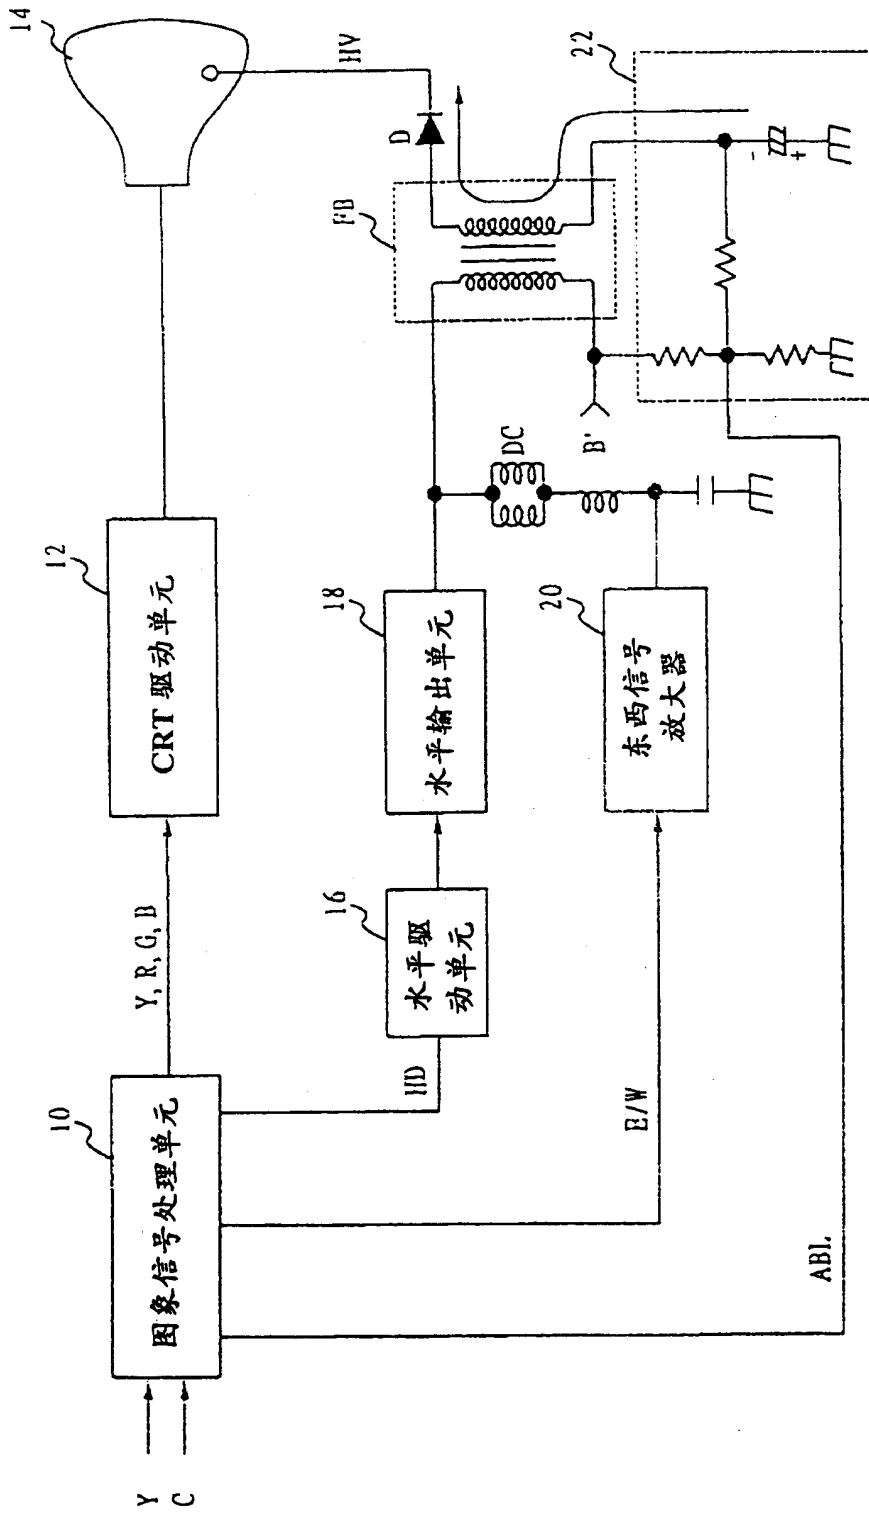 10
12
14
Y
C
图象信号处理单元
Y, R, G, B
CRT 驱动单元
HV
HD
16
水平驱
动单元
18
水平输出单元
FB
D
DC
B'
E/W
20
东西信号
放大器
22
-
+
ABL